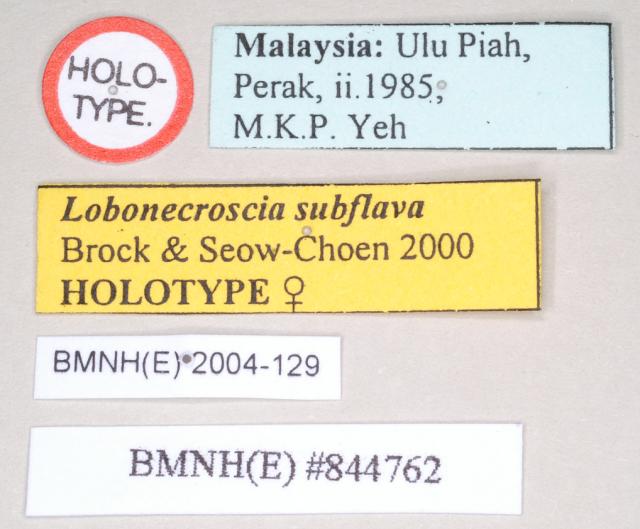 HOLO-
TYPE.
Malaysia: Ulu Piah,
Perak, ii.1985,
M.K.P. Yeh
Lobonecroscia subflava
Brock & Seow-Choen 2000
HOLOTYPE ♀
BMNH(E) 2004-129
BMNH(E) #844762